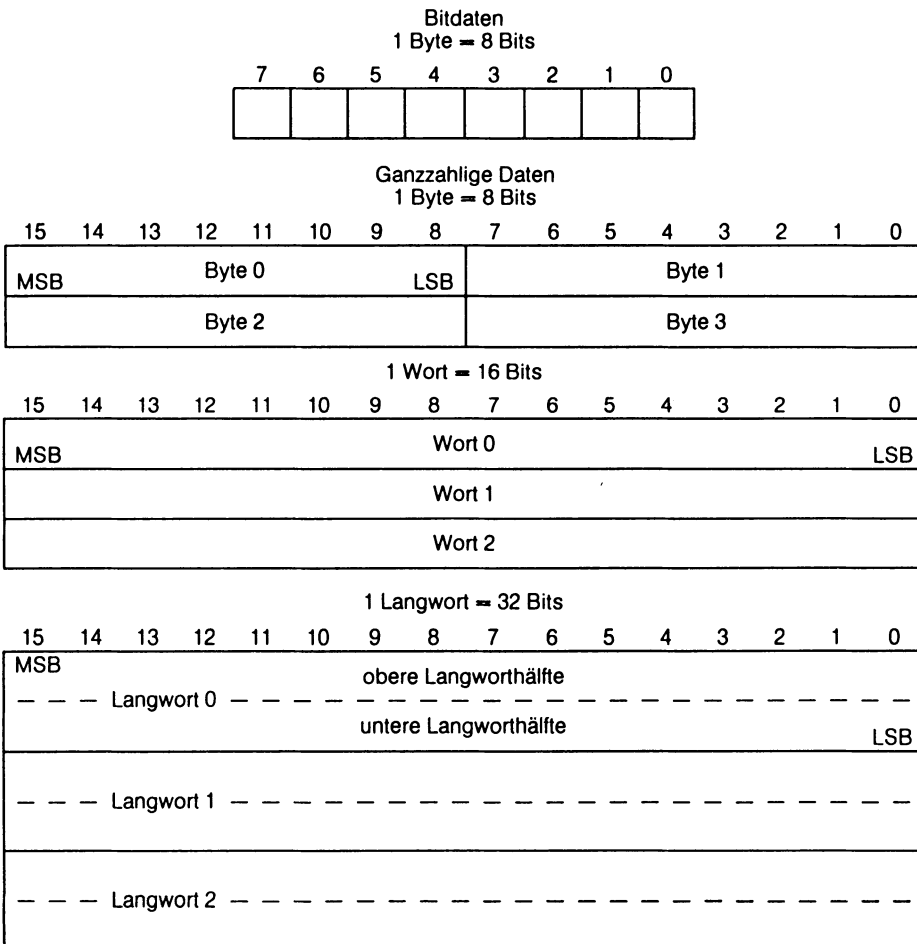 Bitdaten
1 Byte = 8 Bits
7 6 5 4 3 2 1 0
Ganzzahlige Daten
1 Byte = 8 Bits
15 14 13 12 11 10 9 8 7 6 5 4 3 2 1 0
MSB Byte 0 LSB Byte 1
Byte 2 Byte 3
1 Wort = 16 Bits
15 14 13 12 11 10 9 8 7 6 5 4 3 2 1 0
MSB Wort 0 LSB
Wort 1
Wort 2
1 Langwort = 32 Bits
15 14 13 12 11 10 9 8 7 6 5 4 3 2 1 0
MSB obere Langworthälfte
Langwort 0
untere Langworthälfte LSB
Langwort 1
Langwort 2